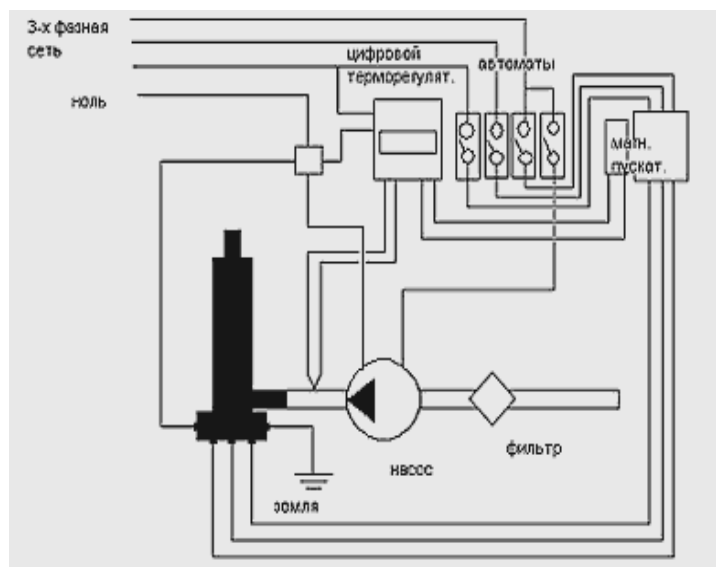 3-х фазная
сеть
ноль
цифровой
терморегулят.
автоматы
магн.
пускат.
фильтр
насос
земля